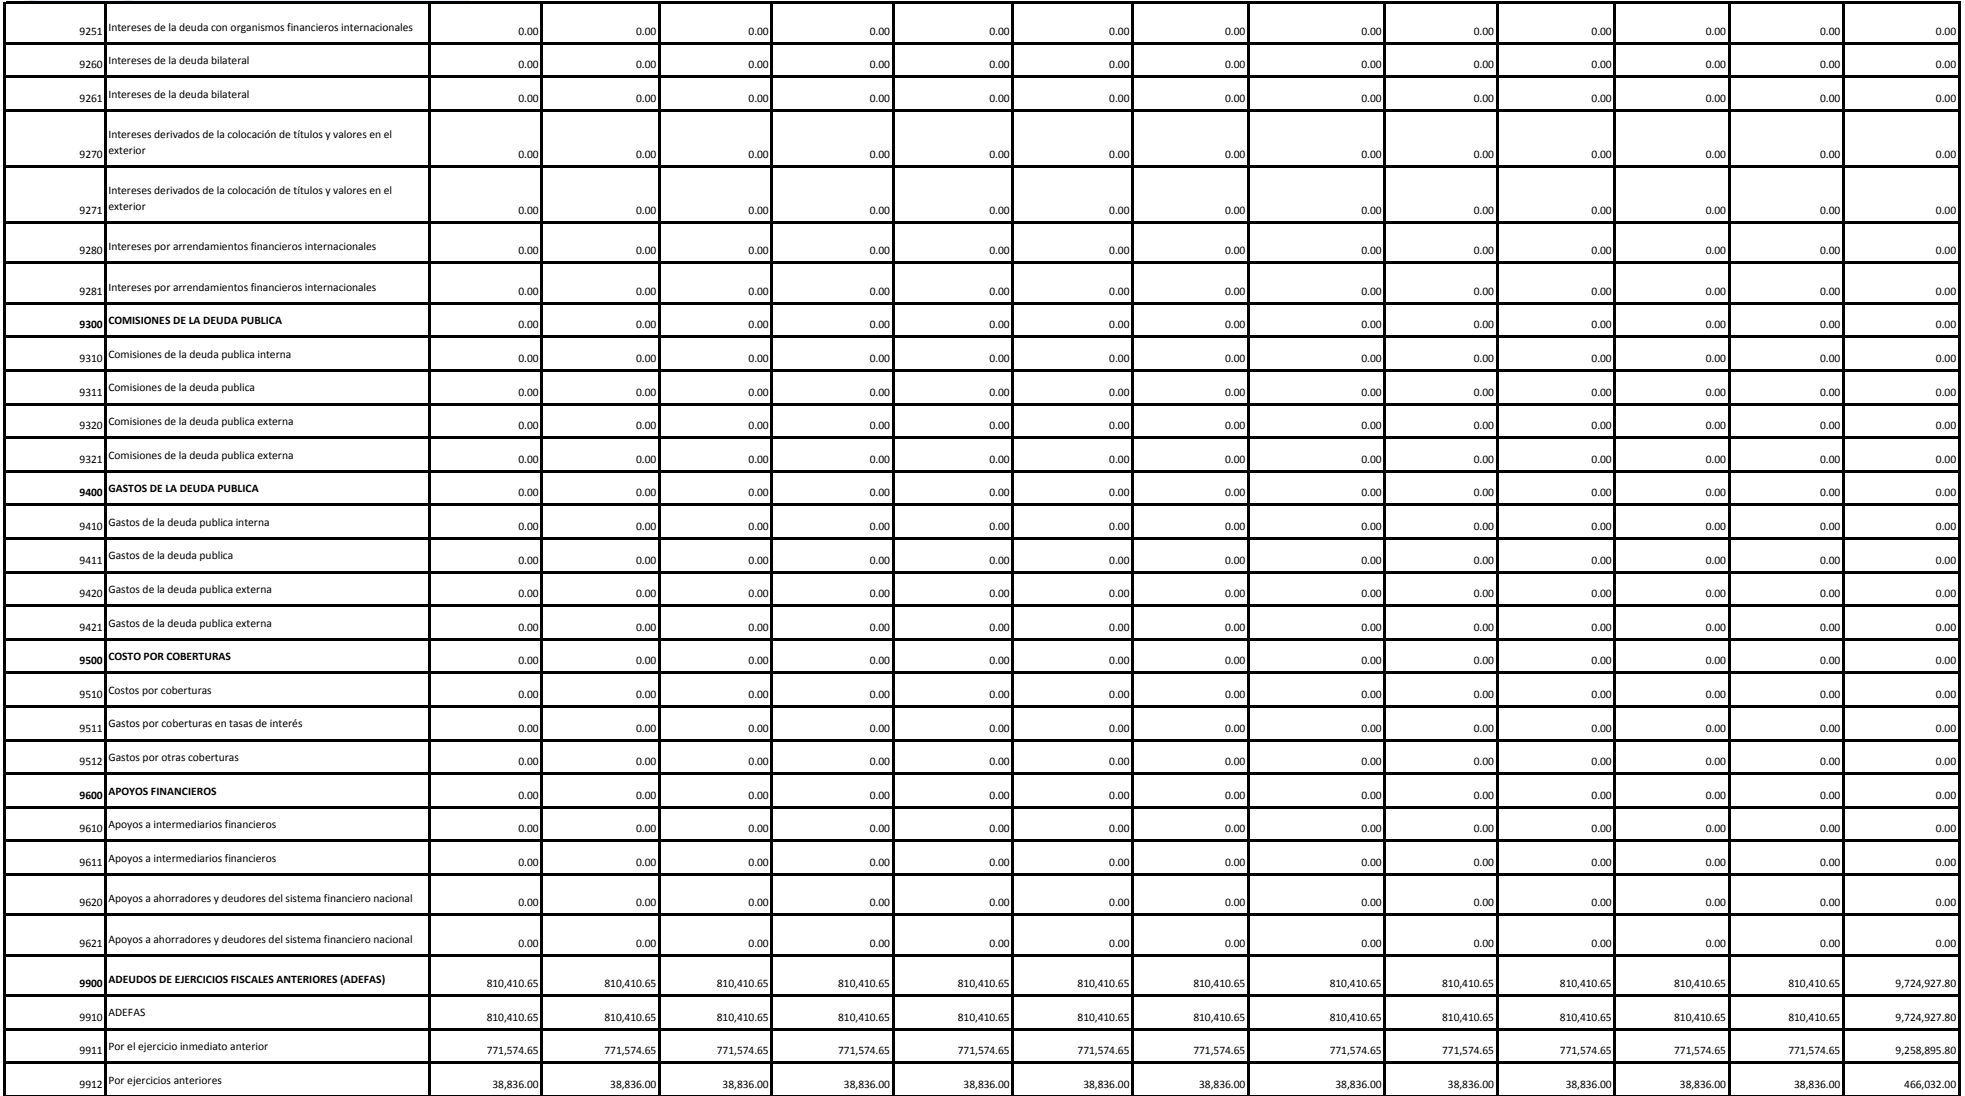 9251 Intereses de la deuda con organismos financieros internacionales 0.00 0.00 0.00 0.00 0.00 0.00 0.00 0.00 0.00 0.00 0.00 0.00 0.00
9260 Intereses de la deuda bilateral 0.00 0.00 0.00 0.00 0.00 0.00 0.00 0.00 0.00 0.00 0.00 0.00 0.00
9261 Intereses de la deuda bilateral 0.00 0.00 0.00 0.00 0.00 0.00 0.00 0.00 0.00 0.00 0.00 0.00 0.00
Intereses derivados de la colocación de títulos y valores en el
9270 exterior 0.00 0.00 0.00 0.00 0.00 0.00 0.00 0.00 0.00 0.00 0.00 0.00 0.00
Intereses derivados de la colocación de títulos y valores en el
9271 exterior 0.00 0.00 0.00 0.00 0.00 0.00 0.00 0.00 0.00 0.00 0.00 0.00 0.00
9280 Intereses por arrendamientos financieros internacionales 0.00 0.00 0.00 0.00 0.00 0.00 0.00 0.00 0.00 0.00 0.00 0.00 0.00
9281 Intereses por arrendamientos financieros internacionales 0.00 0.00 0.00 0.00 0.00 0.00 0.00 0.00 0.00 0.00 0.00 0.00 0.00
9300 COMISIONES DE LA DEUDA PUBLICA 0.00 0.00 0.00 0.00 0.00 0.00 0.00 0.00 0.00 0.00 0.00 0.00 0.00
9310 Comisiones de la deuda publica interna 0.00 0.00 0.00 0.00 0.00 0.00 0.00 0.00 0.00 0.00 0.00 0.00 0.00
9311 Comisiones de la deuda publica 0.00 0.00 0.00 0.00 0.00 0.00 0.00 0.00 0.00 0.00 0.00 0.00 0.00
9320 Comisiones de la deuda publica externa 0.00 0.00 0.00 0.00 0.00 0.00 0.00 0.00 0.00 0.00 0.00 0.00 0.00
9321 Comisiones de la deuda publica externa 0.00 0.00 0.00 0.00 0.00 0.00 0.00 0.00 0.00 0.00 0.00 0.00 0.00
9400 GASTOS DE LA DEUDA PUBLICA 0.00 0.00 0.00 0.00 0.00 0.00 0.00 0.00 0.00 0.00 0.00 0.00 0.00
9410 Gastos de la deuda publica interna 0.00 0.00 0.00 0.00 0.00 0.00 0.00 0.00 0.00 0.00 0.00 0.00 0.00
9411 Gastos de la deuda publica 0.00 0.00 0.00 0.00 0.00 0.00 0.00 0.00 0.00 0.00 0.00 0.00 0.00
9420 Gastos de la deuda publica externa 0.00 0.00 0.00 0.00 0.00 0.00 0.00 0.00 0.00 0.00 0.00 0.00 0.00
9421 Gastos de la deuda publica externa 0.00 0.00 0.00 0.00 0.00 0.00 0.00 0.00 0.00 0.00 0.00 0.00 0.00
9500 COSTO POR COBERTURAS 0.00 0.00 0.00 0.00 0.00 0.00 0.00 0.00 0.00 0.00 0.00 0.00 0.00
9510 Costos por coberturas 0.00 0.00 0.00 0.00 0.00 0.00 0.00 0.00 0.00 0.00 0.00 0.00 0.00
9511 Gastos por coberturas en tasas de interés 0.00 0.00 0.00 0.00 0.00 0.00 0.00 0.00 0.00 0.00 0.00 0.00 0.00
9512 Gastos por otras coberturas 0.00 0.00 0.00 0.00 0.00 0.00 0.00 0.00 0.00 0.00 0.00 0.00 0.00
9600 APOYOS FINANCIEROS 0.00 0.00 0.00 0.00 0.00 0.00 0.00 0.00 0.00 0.00 0.00 0.00 0.00
9610 Apoyos a intermediarios financieros 0.00 0.00 0.00 0.00 0.00 0.00 0.00 0.00 0.00 0.00 0.00 0.00 0.00
9611 Apoyos a intermediarios financieros 0.00 0.00 0.00 0.00 0.00 0.00 0.00 0.00 0.00 0.00 0.00 0.00 0.00
9620 Apoyos a ahorradores y deudores del sistema financiero nacional 0.00 0.00 0.00 0.00 0.00 0.00 0.00 0.00 0.00 0.00 0.00 0.00 0.00
9621 Apoyos a ahorradores y deudores del sistema financiero nacional 0.00 0.00 0.00 0.00 0.00 0.00 0.00 0.00 0.00 0.00 0.00 0.00 0.00
9900 ADEUDOS DE EJERCICIOS FISCALES ANTERIORES (ADEFAS) 810,410.65 810,410.65 810,410.65 810,410.65 810,410.65 810,410.65 810,410.65 810,410.65 810,410.65 810,410.65 810,410.65 810,410.65 9,724,927.80
9910 ADEFAS 810,410.65 810,410.65 810,410.65 810,410.65 810,410.65 810,410.65 810,410.65 810,410.65 810,410.65 810,410.65 810,410.65 810,410.65 9,724,927.80
9911 Por el ejercicio inmediato anterior 771,574.65 771,574.65 771,574.65 771,574.65 771,574.65 771,574.65 771,574.65 771,574.65 771,574.65 771,574.65 771,574.65 771,574.65 9,258,895.80
9912 Por ejercicios anteriores 38,836.00 38,836.00 38,836.00 38,836.00 38,836.00 38,836.00 38,836.00 38,836.00 38,836.00 38,836.00 38,836.00 38,836.00 466,032.00